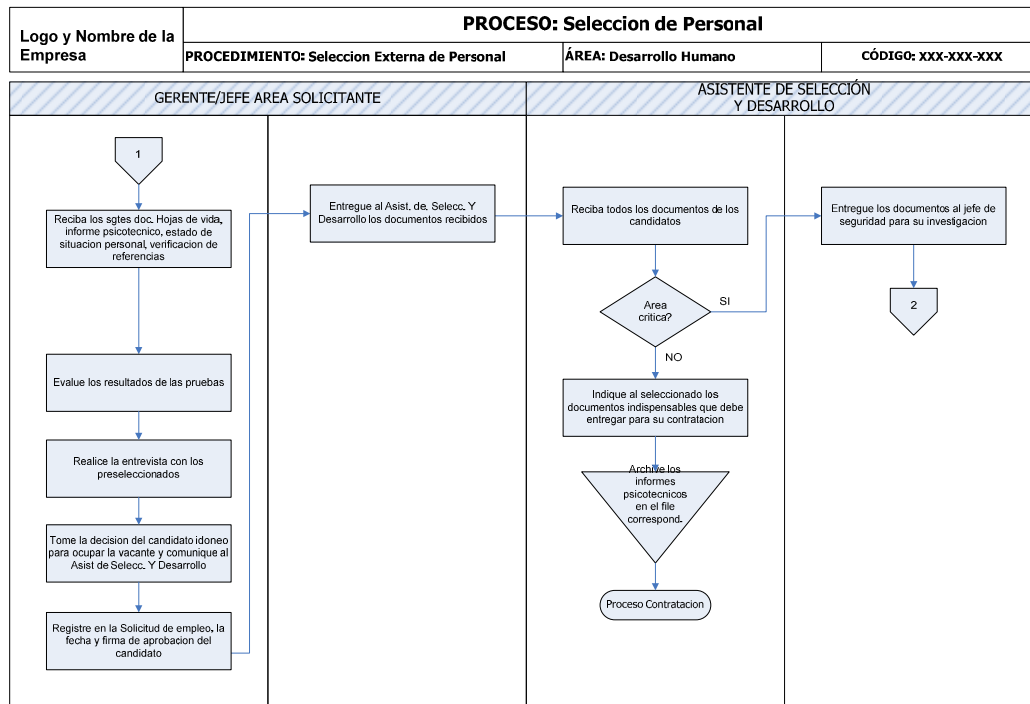 Logo y Nombre de la
Empresa
PROCESO: Seleccion de Personal
PROCEDIMIENTO: Seleccion Externa de Personal
ÁREA: Desarrollo Humano
CÓDIGO: XXX-XXX-XXX
GERENTE/JEFE AREA SOLICITANTE
ASISTENTE DE SELECCIÓN
Y DESARROLLO
1
Reciba los sgtes doc. Hojas de vida,
informe psicotecnico, estado de
situacion personal, verificacion de
referencias
Evalue los resultados de las pruebas
Realice la entrevista con los
preseleccionados
Tome la decision del candidato idoneo
para ocupar la vacante y comunique al
Asist de Selecc. Y Desarrollo
Registre en la Solicitud de empleo, la
fecha y firma de aprobacion del
candidato
Entregue al Asist. de. Selecc. Y
Desarrollo los documentos recibidos
Reciba todos los documentos de los
candidatos
Area
critica?
SI
NO
Indique al seleccionado los
documentos indispensables que debe
entregar para su contratacion
Archive los
informes
psicotecnicos
en el file
correspond.
Proceso Contratacion
Entregue los documentos al jefe de
seguridad para su investigacion
2